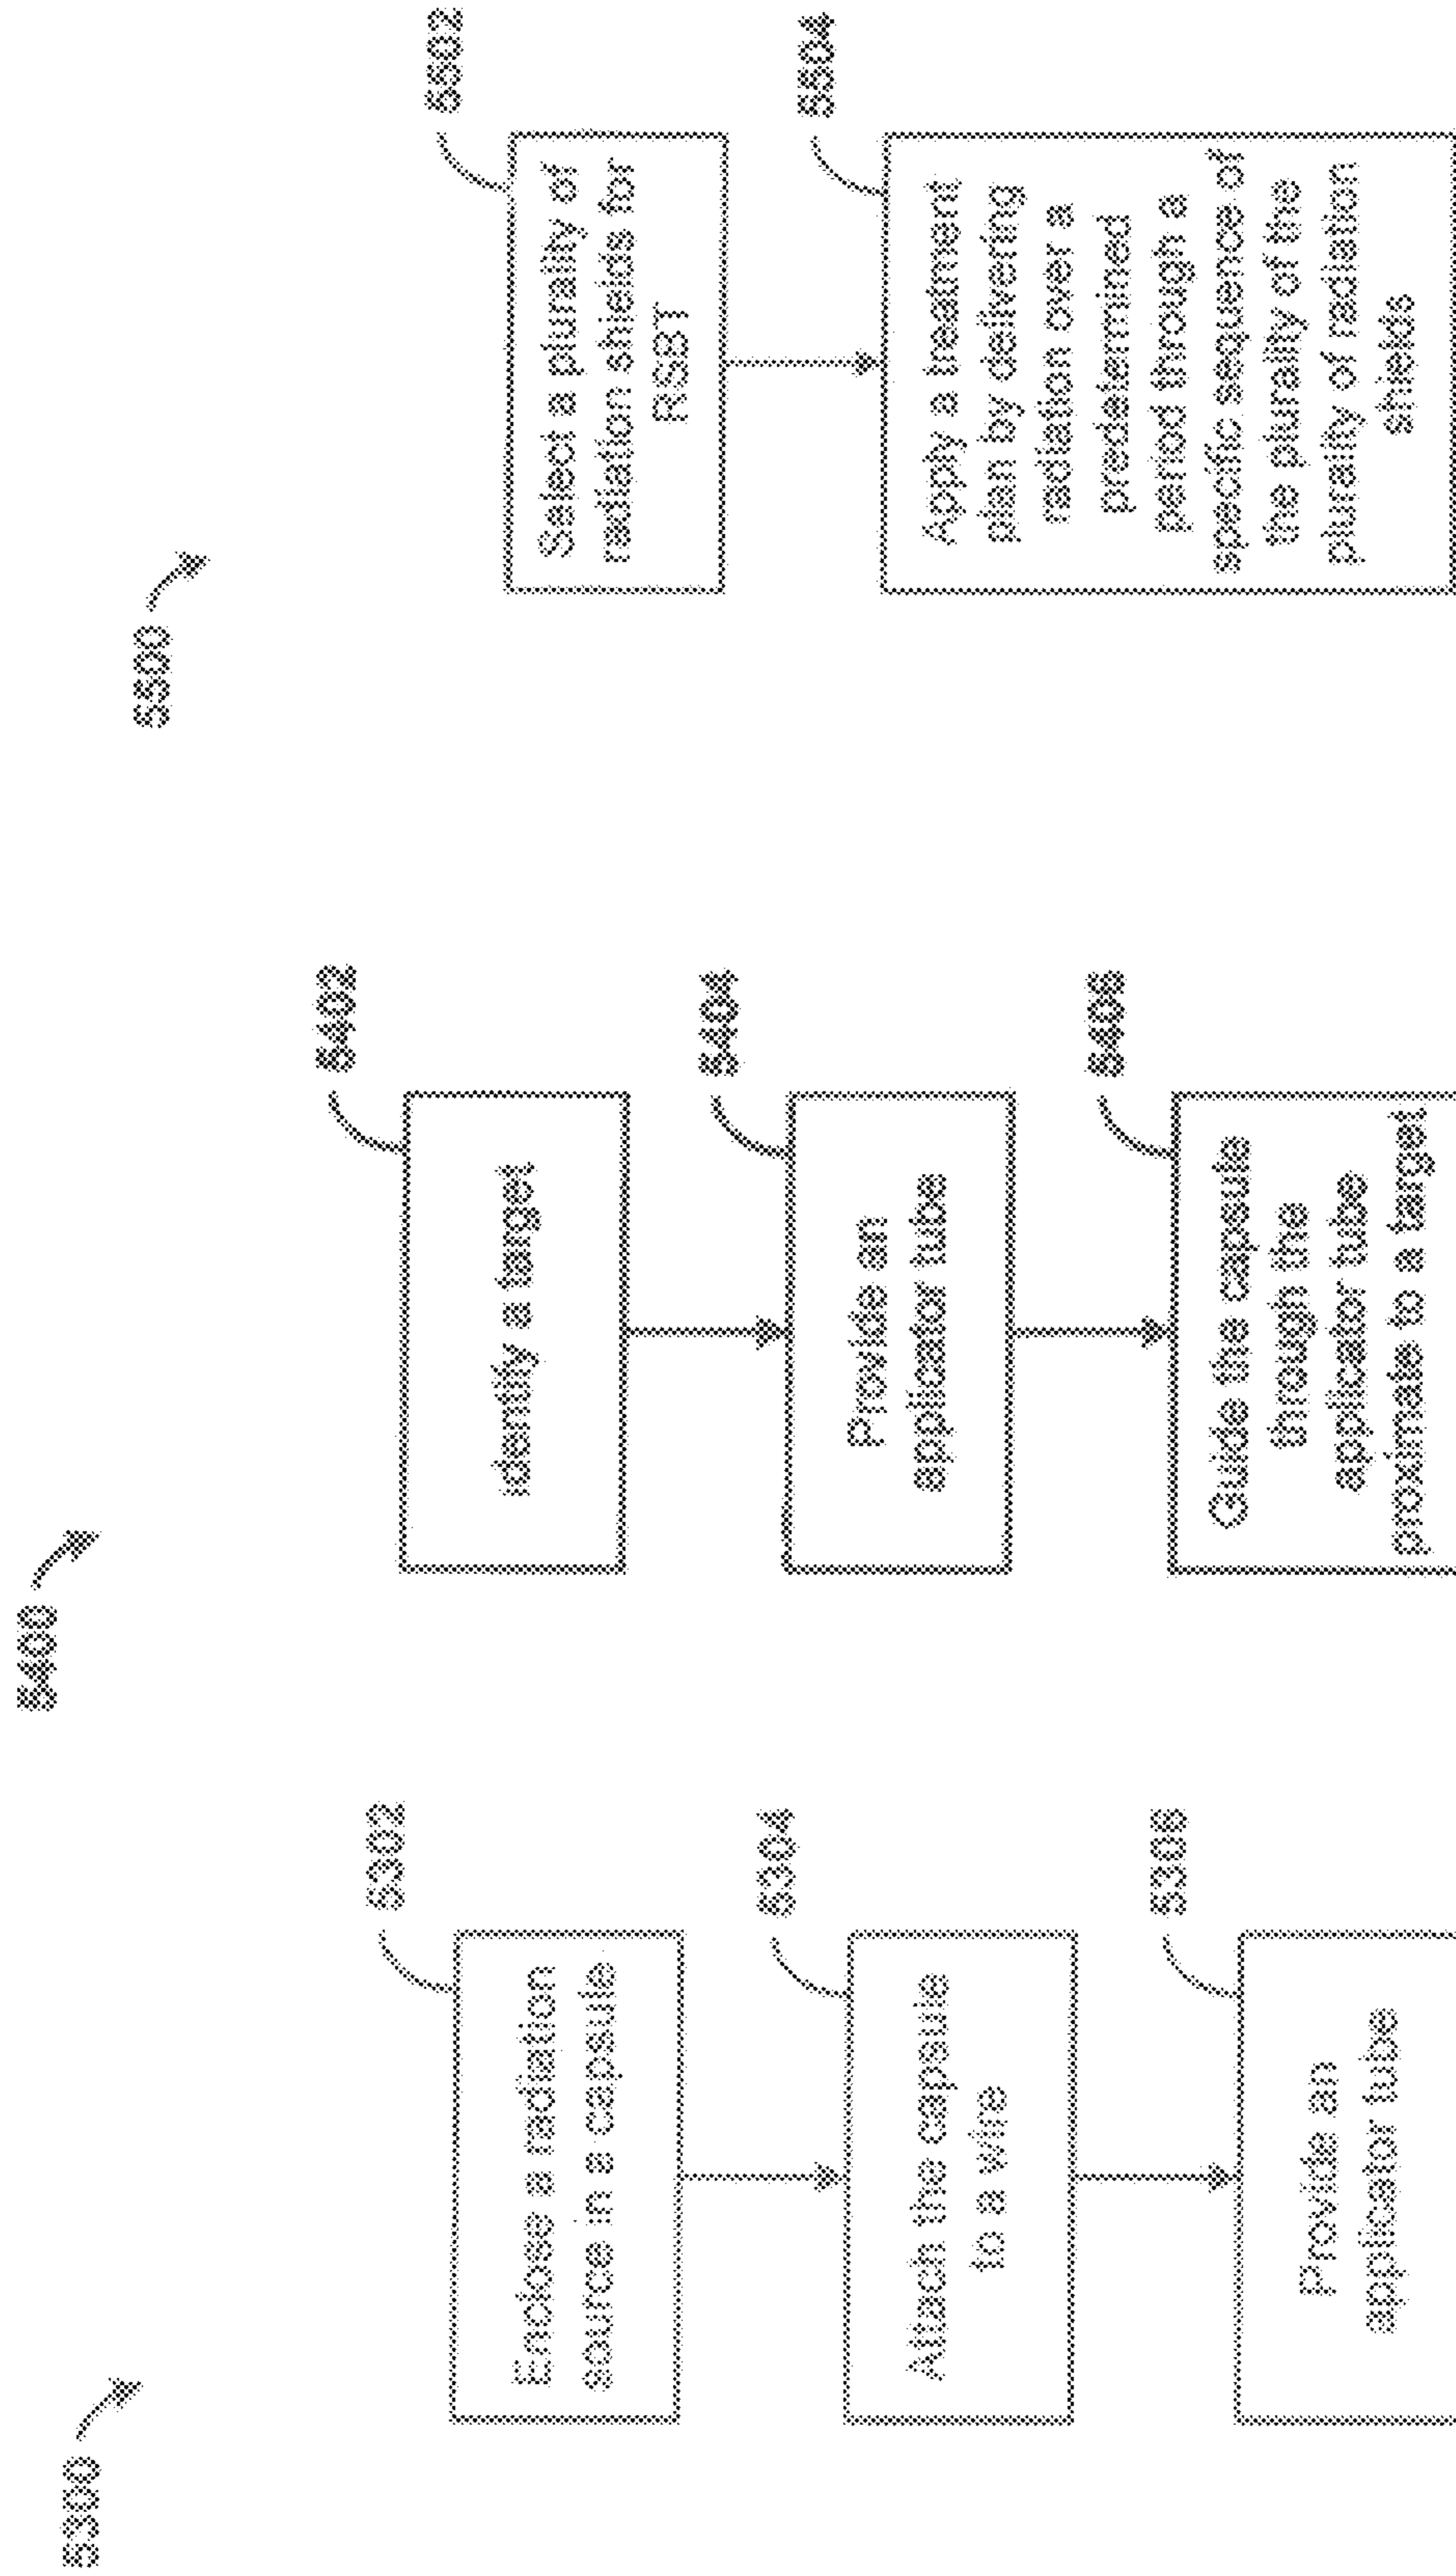 5300
5302
Enclose a radiation
source in a capsule
5304
Attach the capsule
to a wire
5306
Provide an
applicator tube
5400
5402
Identify a target
5404
Provide an
applicator tube
5406
Guide the capsule
through the
applicator tube
proximate to a target
5500
5502
Select a plurality of
radiation shields for
RSBT
5504
Apply a treatment
plan by delivering
radiation over a
predetermined
period through a
specific sequence of
the plurality of the
plurality of radiation
shields